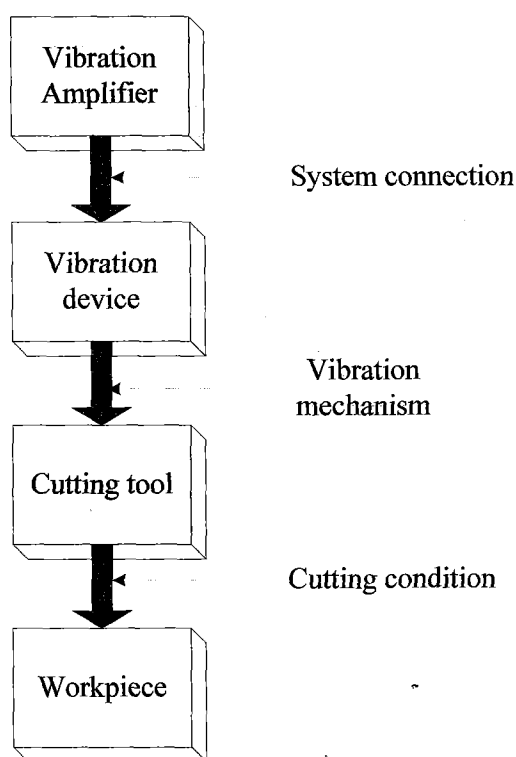 Vibration
Amplifier
System connection
Vibration
device
Vibration
mechanism
Cutting tool
Cutting condition
Workpiece